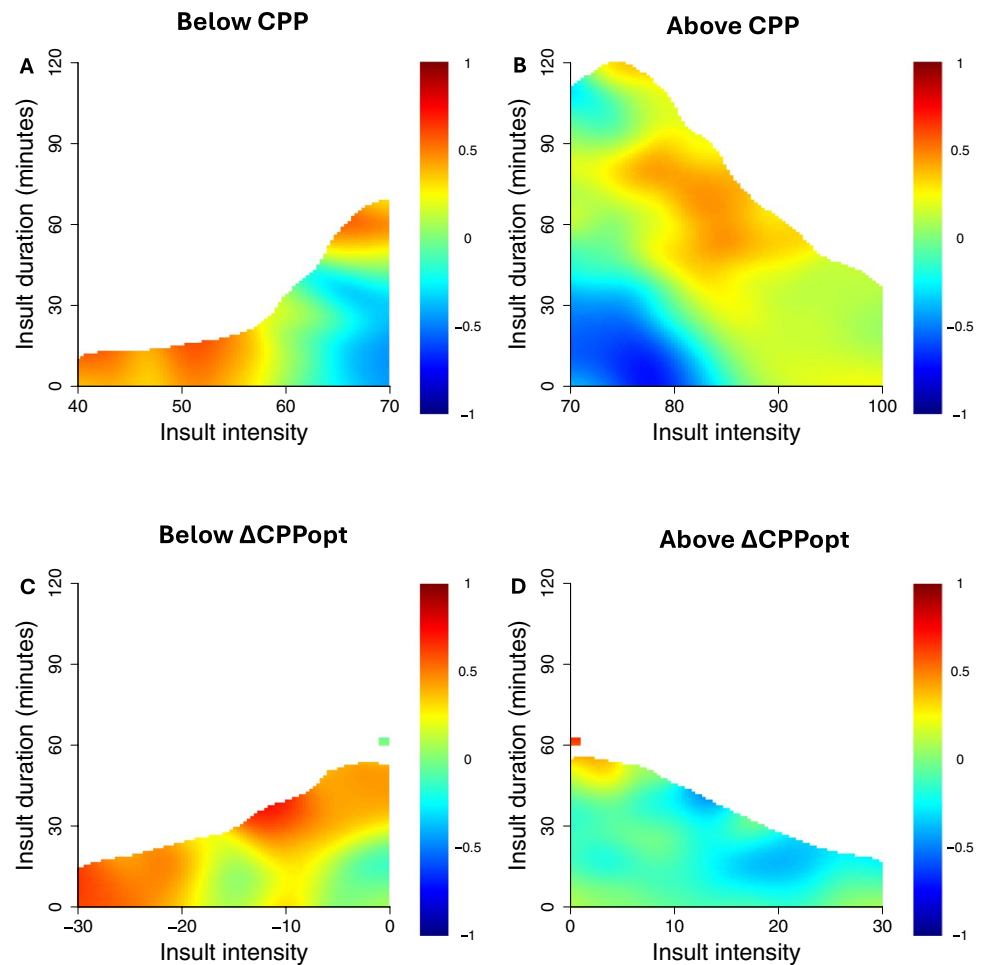 Below CPP
Above CPP
A
B
Insult duration (minutes)
0 30 60 90 120
40 50 60 70
Insult intensity
1
0.5
0
−0.5
−1
Insult duration (minutes)
0 30 60 90 120
70 80 90 100
Insult intensity
1
0.5
0
−0.5
−1
Below ΔCPPopt
Above ΔCPPopt
C
D
Insult duration (minutes)
0 30 60 90 120
−30 −20 −10 0
Insult intensity
1
0.5
0
−0.5
−1
Insult duration (minutes)
0 30 60 90 120
0 10 20 30
Insult intensity
1
0.5
0
−0.5
−1